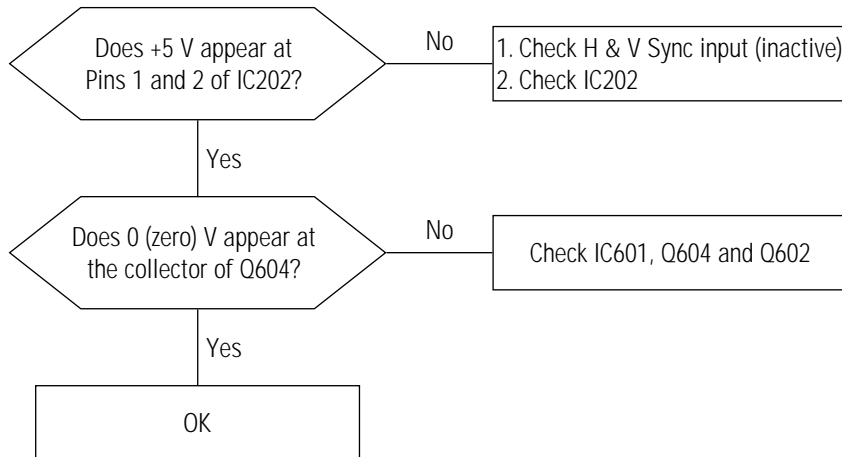 Does +5 V appear at
Pins 1 and 2 of IC202?
No
1. Check H & V Sync input (inactive)
2. Check IC202
Yes
Does 0 (zero) V appear at
the collector of Q604?
No
Check IC601, Q604 and Q602
Yes
OK